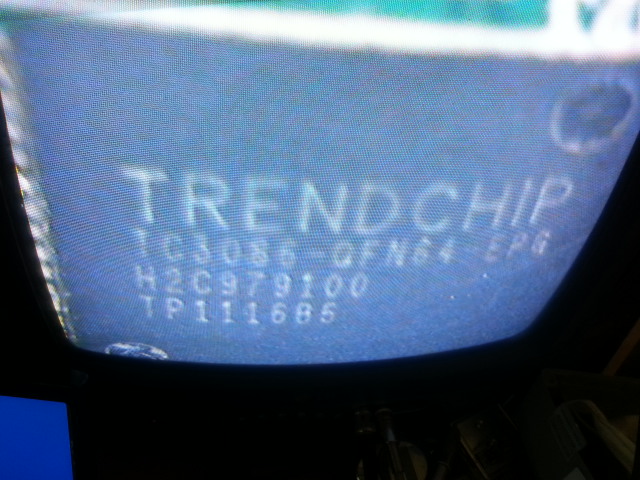 TRENDCHIP
TC3086-QFN64 EPG
H2C979100
TP111685